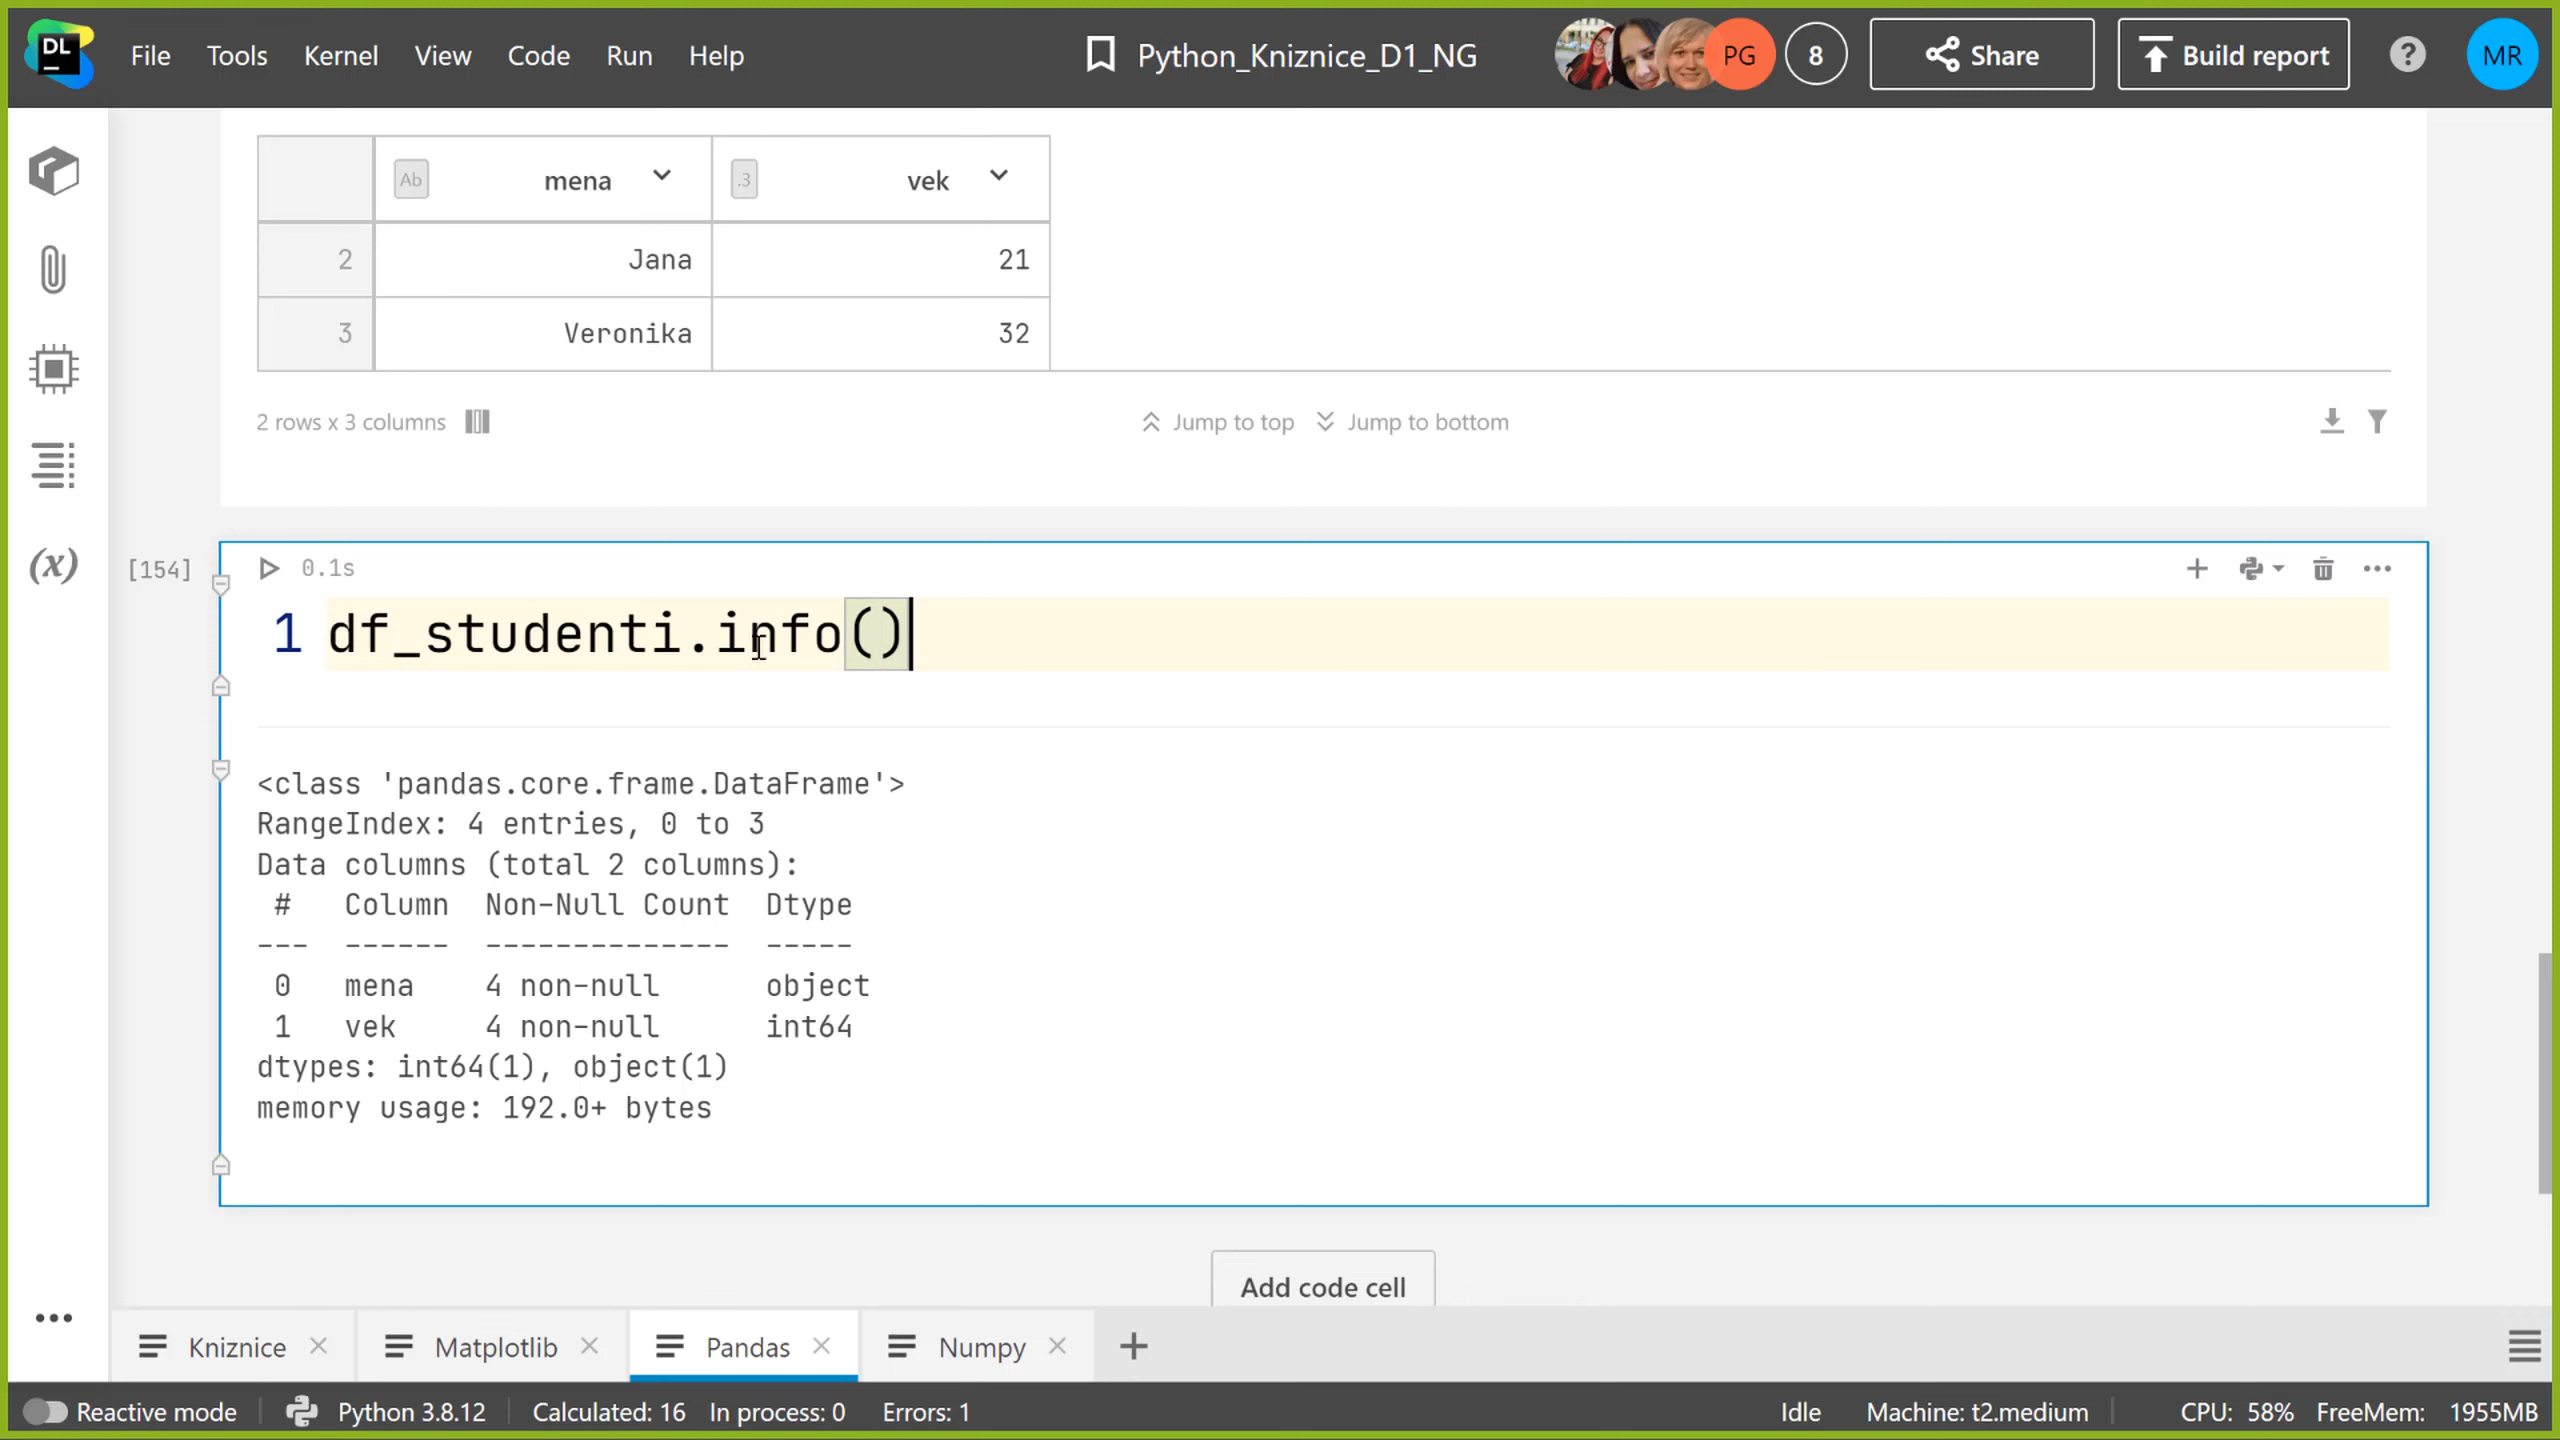 DL
File Tools Kernel View Code Run Help
Python_Kniznice_D1_NG
PG 8 Share Build report ? MR
Ab mena .3 vek
2 Jana 21
3 Veronika 32
2 rows x 3 columns Jump to top Jump to bottom
[154] 0.1s
1 df_studenti.info()
<class 'pandas.core.frame.DataFrame'>
RangeIndex: 4 entries, 0 to 3
Data columns (total 2 columns):
# Column Non-Null Count Dtype
--- ------ -------------- -----
0 mena 4 non-null object
1 vek 4 non-null int64
dtypes: int64(1), object(1)
memory usage: 192.0+ bytes
(x)
Add code cell
Kniznice Matplotlib Pandas Numpy
Reactive mode Python 3.8.12 Calculated: 16 In process: 0 Errors: 1 Idle Machine: t2.medium CPU: 58% FreeMem: 1955MB